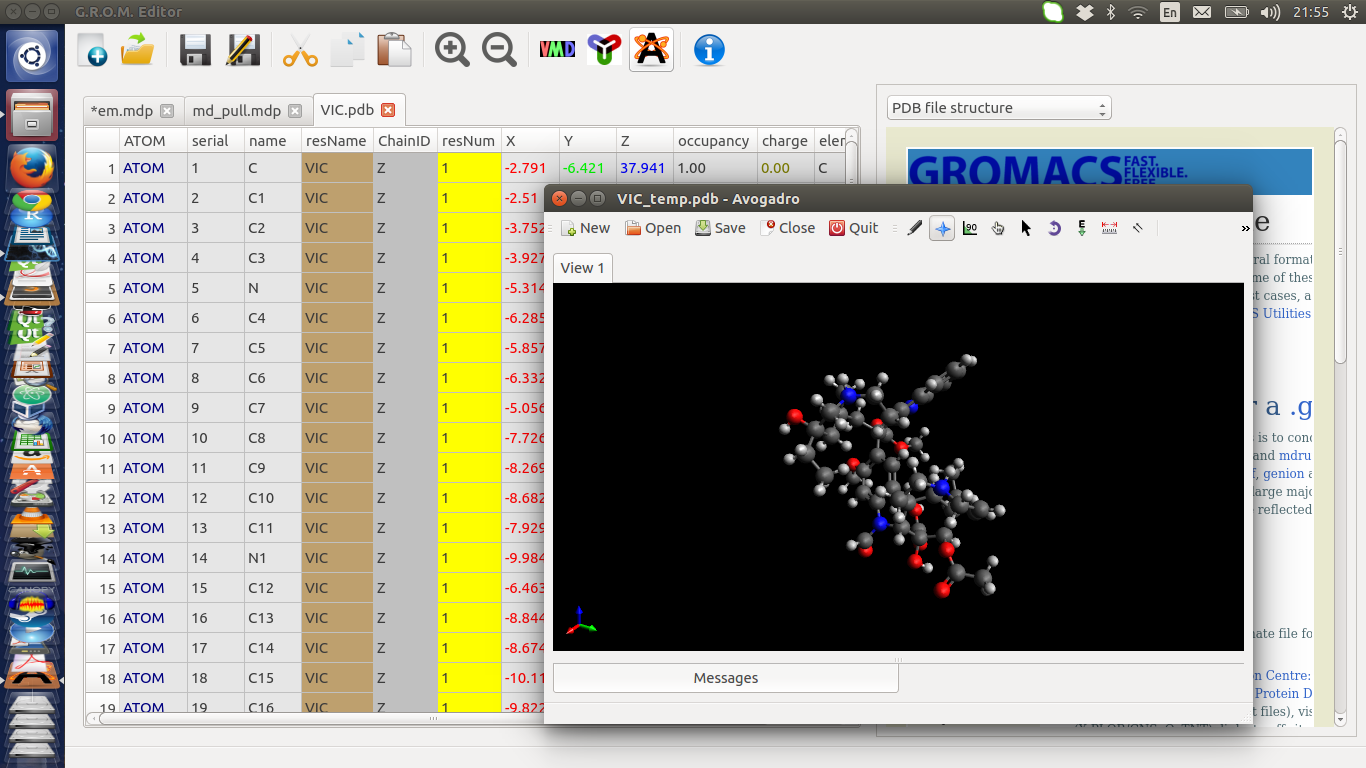 G.R.O.M. Editor
En
21:55
VMD
*em.mdp
md_pull.mdp
VIC.pdb
PDB file structure
ATOM serial name resName ChainID resNum X Y Z occupancy charge elen
1 ATOM 1 C VIC Z 1 -2.791 -6.421 37.941 1.00 0.00 C
2 ATOM 2 C1 VIC Z 1 -2.51
3 ATOM 3 C2 VIC Z 1 -3.752
4 ATOM 4 C3 VIC Z 1 -3.927
5 ATOM 5 N VIC Z 1 -5.314
6 ATOM 6 C4 VIC Z 1 -6.285
7 ATOM 7 C5 VIC Z 1 -5.857
8 ATOM 8 C6 VIC Z 1 -6.332
9 ATOM 9 C7 VIC Z 1 -5.056
10 ATOM 10 C8 VIC Z 1 -7.726
11 ATOM 11 C9 VIC Z 1 -8.269
12 ATOM 12 C10 VIC Z 1 -8.682
13 ATOM 13 C11 VIC Z 1 -7.929
14 ATOM 14 N1 VIC Z 1 -9.984
15 ATOM 15 C12 VIC Z 1 -6.463
16 ATOM 16 C13 VIC Z 1 -8.844
17 ATOM 17 C14 VIC Z 1 -8.674
18 ATOM 18 C15 VIC Z 1 -10.11
19 ATOM 19 C16 VIC Z 1 -9.822
GROMACS FAST.
FLEXIBLE.
FREE.
VIC_temp.pdb - Avogadro
New Open Save Close Quit
90
E
»
View 1
Messages
e
ral format
me of these
st cases, a
S Utilities
r a .g
s is to conc
and mdru
f, genion a
arge majo
e reflected
nate file fo
on Centre:
Protein D
t files), vis
CANOPY